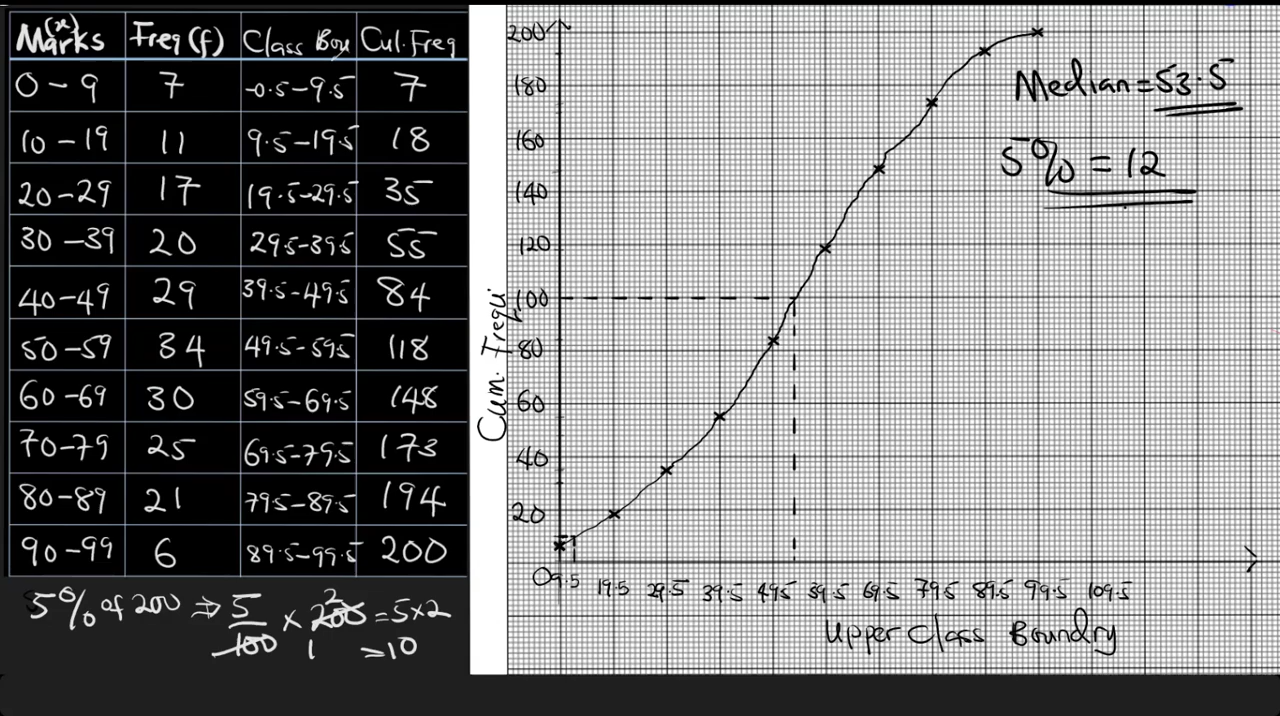 Marks (x) Freq (f) Class Bou Cul. Freq
0 - 9 7 -0.5-9.5 7
10 - 19 11 9.5-19.5 18
20-29 17 19.5-29.5 35
30 - 39 20 29.5-39.5 55
40-49 29 39.5-49.5 84
50-59 34 49.5-59.5 118
60-69 30 59.5-69.5 148
70-79 25 69.5-79.5 173
80-89 21 79.5-89.5 194
90-99 6 89.5-99.5 200
5% of 200 ⇒ 5/100 × 200 2/1 = 5×2
=10
Cum. Frequ
200
180
160
140
120
100
80
60
40
20
0 9.5 19.5 29.5 39.5 49.5 59.5 69.5 79.5 89.5 99.5 109.5
Upper Class Boundry
Median = 53.5
5% = 12